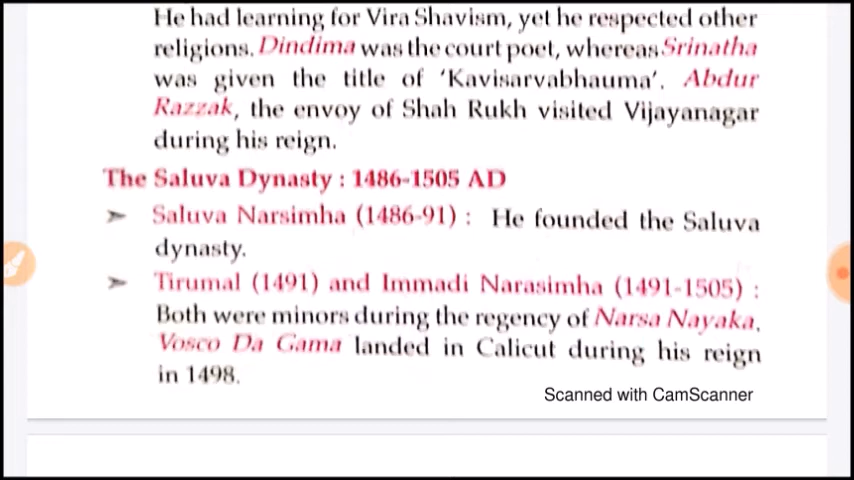 He had learning for Vira Shavism, yet he respected other
religions. Dindima was the court poet, whereas Srinatha
was given the title of 'Kavisarvabhauma'. Abdur
Razzak, the envoy of Shah Rukh visited Vijayanagar
during his reign.
The Saluva Dynasty : 1486-1505 AD
➤ Saluva Narsimha (1486-91) : He founded the Saluva
dynasty.
➤ Tirumal (1491) and Immadi Narasimha (1491-1505) :
Both were minors during the regency of Narsa Nayaka.
Vosco Da Gama landed in Calicut during his reign
in 1498.
Scanned with CamScanner